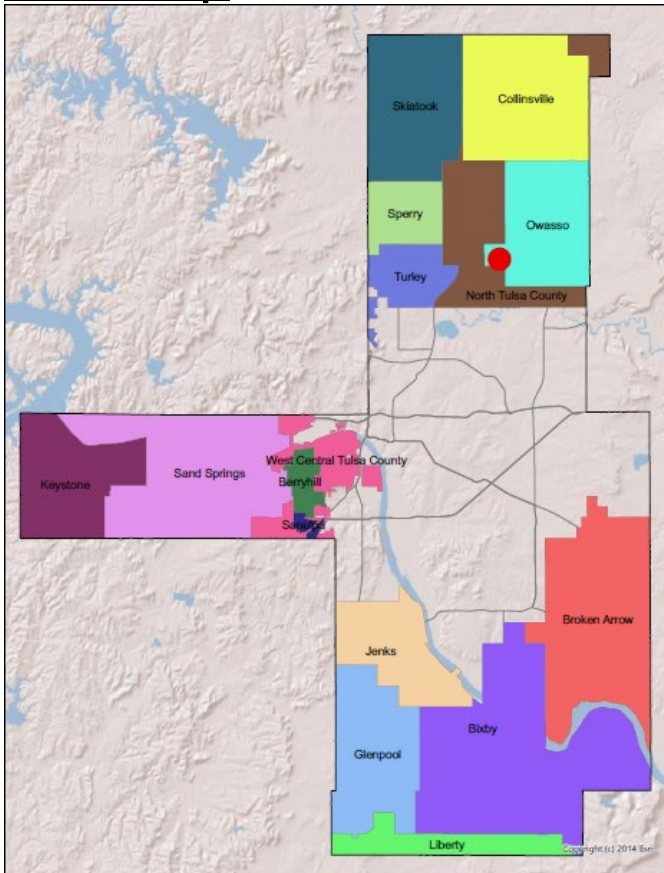 Skiatook
Collinsville
Sperry
Owasso
Turley
North Tulsa County
West Central Tulsa County
Sand Springs
Keystone
Berryhill
Sapulpa
Broken Arrow
Jenks
Bixby
Glenpool
Liberty
Copyright:(c) 2014 Esri